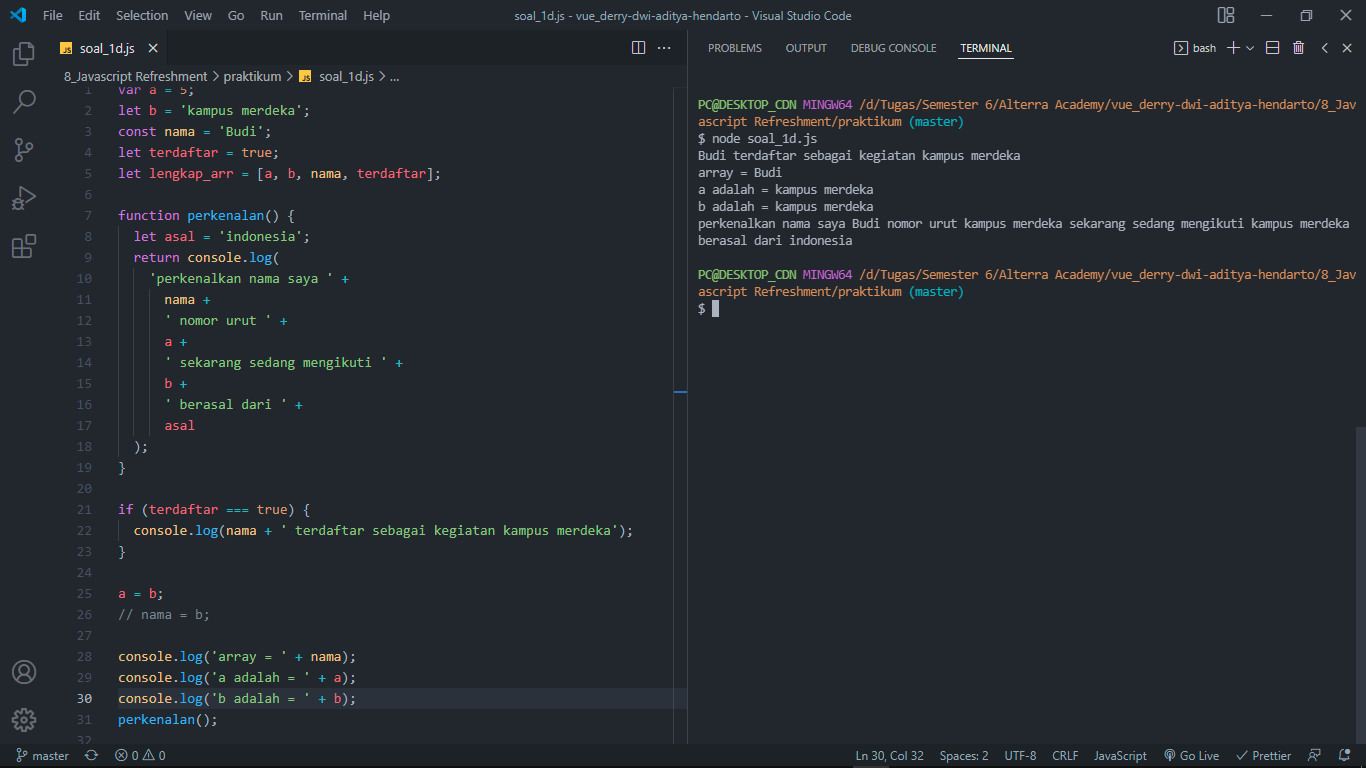 File Edit Selection View Go Run Terminal Help
soal_1d.js - vue_derry-dwi-aditya-hendarto - Visual Studio Code
JS soal_1d.js
8_Javascript Refreshment > praktikum > JS soal_1d.js > ...
1 var a = 5;
2 let b = 'kampus merdeka';
3 const nama = 'Budi';
4 let terdaftar = true;
5 let lengkap_arr = [a, b, nama, terdaftar];
6
7 function perkenalan() {
8 let asal = 'indonesia';
9 return console.log(
10 'perkenalkan nama saya ' +
11 nama +
12 ' nomor urut ' +
13 a +
14 ' sekarang sedang mengikuti ' +
15 b +
16 ' berasal dari ' +
17 asal
18 );
19 }
20
21 if (terdaftar === true) {
22 console.log(nama + ' terdaftar sebagai kegiatan kampus merdeka');
23 }
24
25 a = b;
26 // nama = b;
27
28 console.log('array = ' + nama);
29 console.log('a adalah = ' + a);
30 console.log('b adalah = ' + b);
31 perkenalan();
32
PROBLEMS OUTPUT DEBUG CONSOLE TERMINAL
bash
PC@DESKTOP_CDN MINGW64 /d/Tugas/Semester 6/Alterra Academy/vue_derry-dwi-aditya-hendarto/8_Jav
ascript Refreshment/praktikum (master)
$ node soal_1d.js
Budi terdaftar sebagai kegiatan kampus merdeka
array = Budi
a adalah = kampus merdeka
b adalah = kampus merdeka
perkenalkan nama saya Budi nomor urut kampus merdeka sekarang sedang mengikuti kampus merdeka
berasal dari indonesia
PC@DESKTOP_CDN MINGW64 /d/Tugas/Semester 6/Alterra Academy/vue_derry-dwi-aditya-hendarto/8_Jav
ascript Refreshment/praktikum (master)
$
master 0 0
Ln 30, Col 32 Spaces: 2 UTF-8 CRLF JavaScript Go Live Prettier